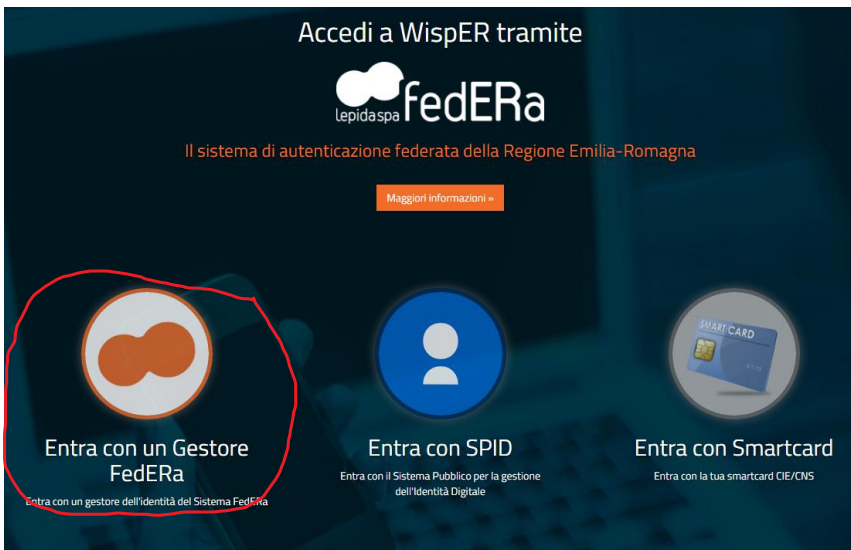 Accedi a WispER tramite
lepidaspa fedERa
Il sistema di autenticazione federata della Regione Emilia-Romagna
Maggiori informazioni »
SMART CARD
Entra con un Gestore
FedERa
Entra con un gestore dell'identità del Sistema FedERa
Entra con SPID
Entra con il Sistema Pubblico per la gestione
dell'Identità Digitale
Entra con Smartcard
Entra con la tua smartcard CIE/CNS